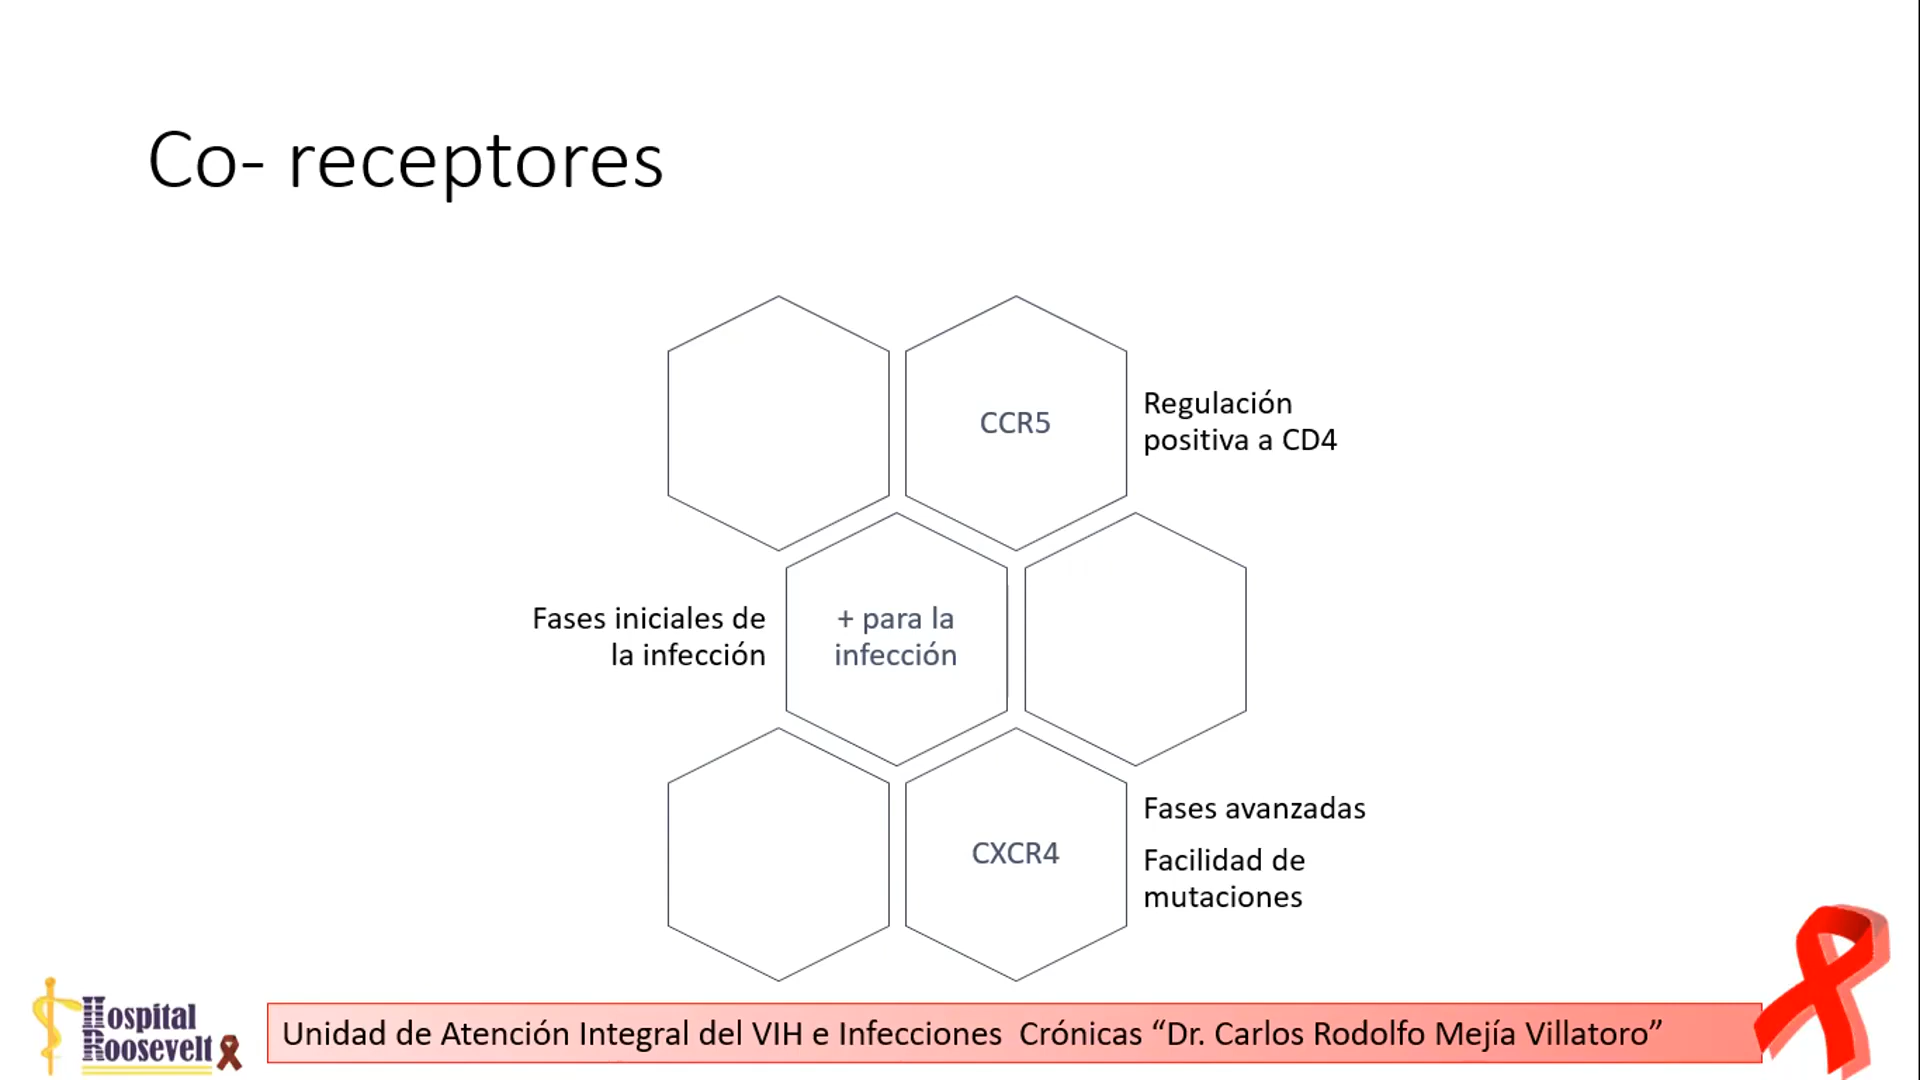 Co- receptores
CCR5
Regulación
positiva a CD4
Fases iniciales de
la infección
+ para la
infección
CXCR4
Fases avanzadas
Facilidad de
mutaciones
Hospital
Roosevelt
Unidad de Atención Integral del VIH e Infecciones Crónicas “Dr. Carlos Rodolfo Mejía Villatoro”